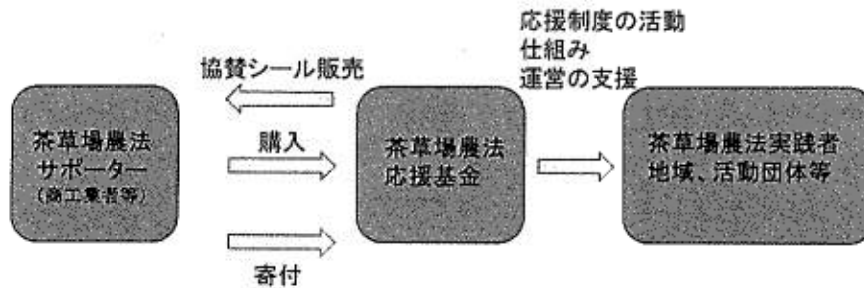 応援制度の活動
仕組み
運営の支援
協賛シール販売
茶草場農法
サポーター
(商工業者等)
購入
茶草場農法
応援基金
茶草場農法実践者
地域、活動団体等
寄付